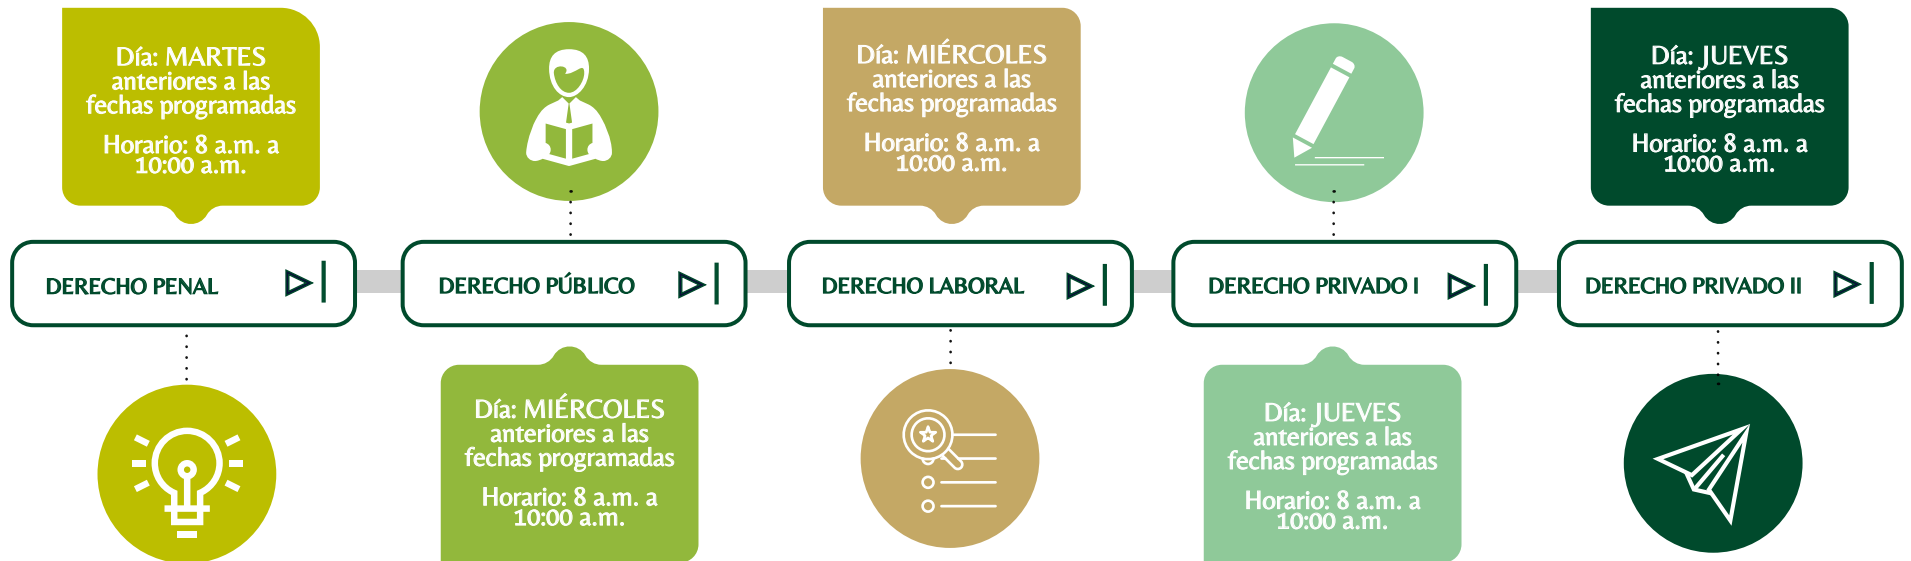 Día: MARTES
anteriores a las
fechas programadas
Horario: 8 a.m. a
10:00 a.m.
DERECHO PENAL
DERECHO PÚBLICO
Día: MIÉRCOLES
anteriores a las
fechas programadas
Horario: 8 a.m. a
10:00 a.m.
Día: MIÉRCOLES
anteriores a las
fechas programadas
Horario: 8 a.m. a
10:00 a.m.
DERECHO LABORAL
DERECHO PRIVADO I
Día: JUEVES
anteriores a las
fechas programadas
Horario: 8 a.m. a
10:00 a.m.
Día: JUEVES
anteriores a las
fechas programadas
Horario: 8 a.m. a
10:00 a.m.
DERECHO PRIVADO II